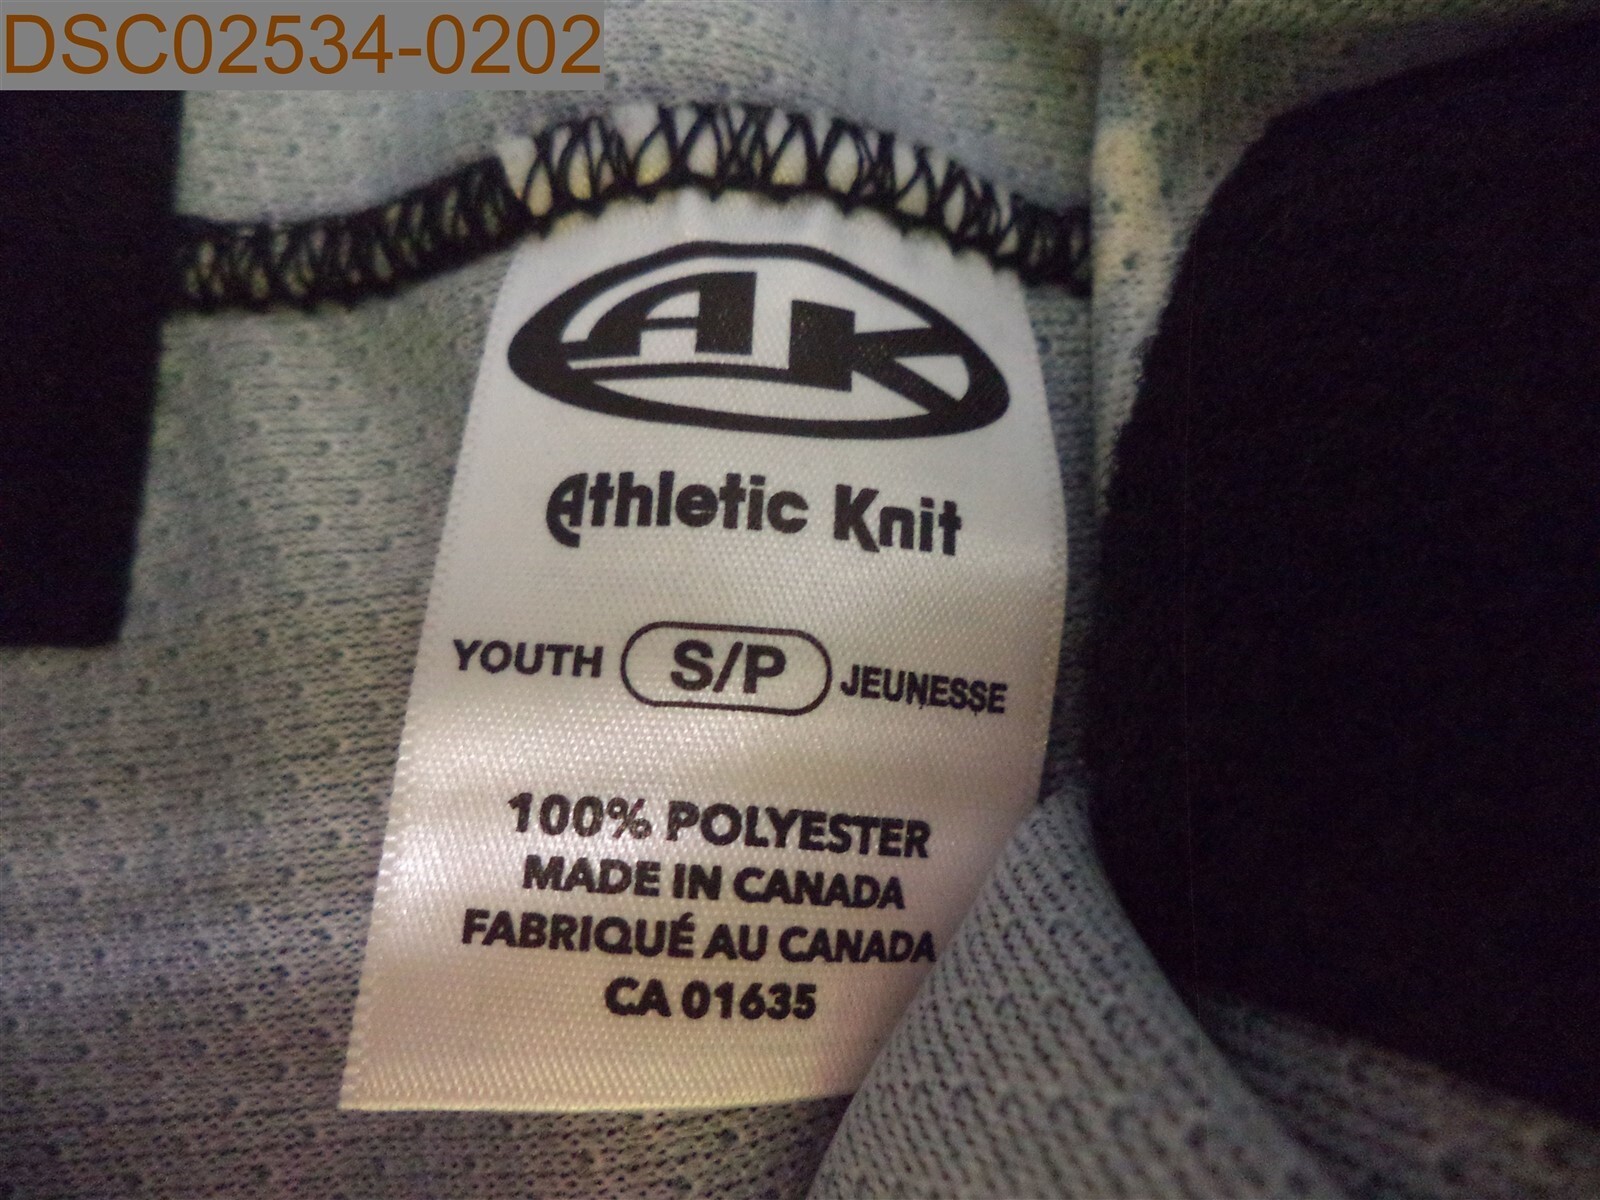 DSC02534-0202
AK
Athletic Knit
YOUTH S/P JEUNESSE
100% POLYESTER
MADE IN CANADA
FABRIQUÉ AU CANADA
CA 01635